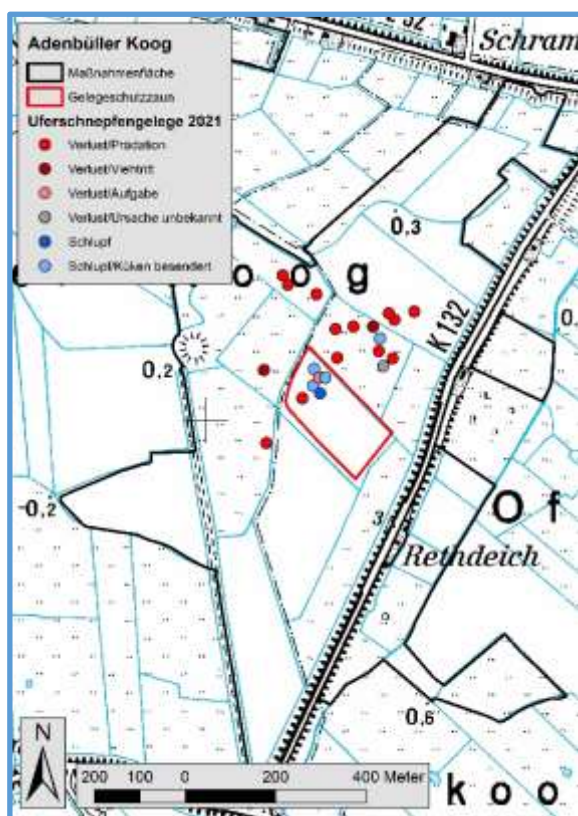 Adenbüller Koog
Maßnahmenfläche
Gelegeschutzzaun
Uferschnepfengelege 2021
Verlust/Prädation
Verlust/Viehtritt
Verlust/Aufgabe
Verlust/Ursache unbekannt
Schlupf
Schlupf/Küken besendert
Schram
0,3
o o g
K 132
0,2
-0,2
O f
3
Rethdeich
0,6
k o o
N
200 100 0 200 400 Meter